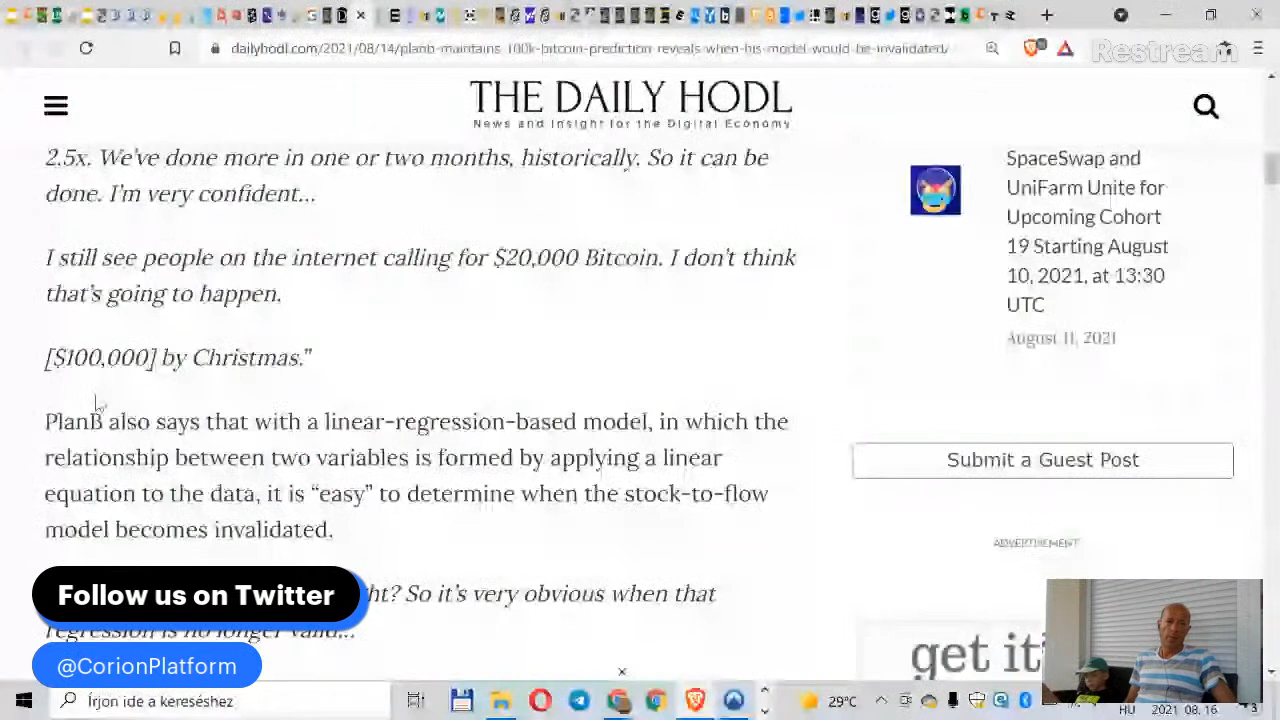 dailyhodl.com/2021/08/14/planb-maintains-100k-bitcoin-prediction-reveals-when-his-model-would-be-invalidated/
Restream
THE DAILY HODL
News and Insight for the Digital Economy
2.5x. We've done more in one or two months, historically. So it can be
done. I'm very confident…
I still see people on the internet calling for $20,000 Bitcoin. I don't think
that's going to happen.
[$100,000] by Christmas."
PlanB also says that with a linear-regression-based model, in which the
relationship between two variables is formed by applying a linear
equation to the data, it is “easy” to determine when the stock-to-flow
model becomes invalidated.
ht? So it's very obvious when that
regression is no longer valid…
SpaceSwap and
UniFarm Unite for
Upcoming Cohort
19 Starting August
10, 2021, at 13:30
UTC
August 11, 2021
Submit a Guest Post
ADVERTISEMENT
get it
Follow us on Twitter
@CorionPlatform
Írjon ide a kereséshez
29°C
HU
2021. 08. 16.